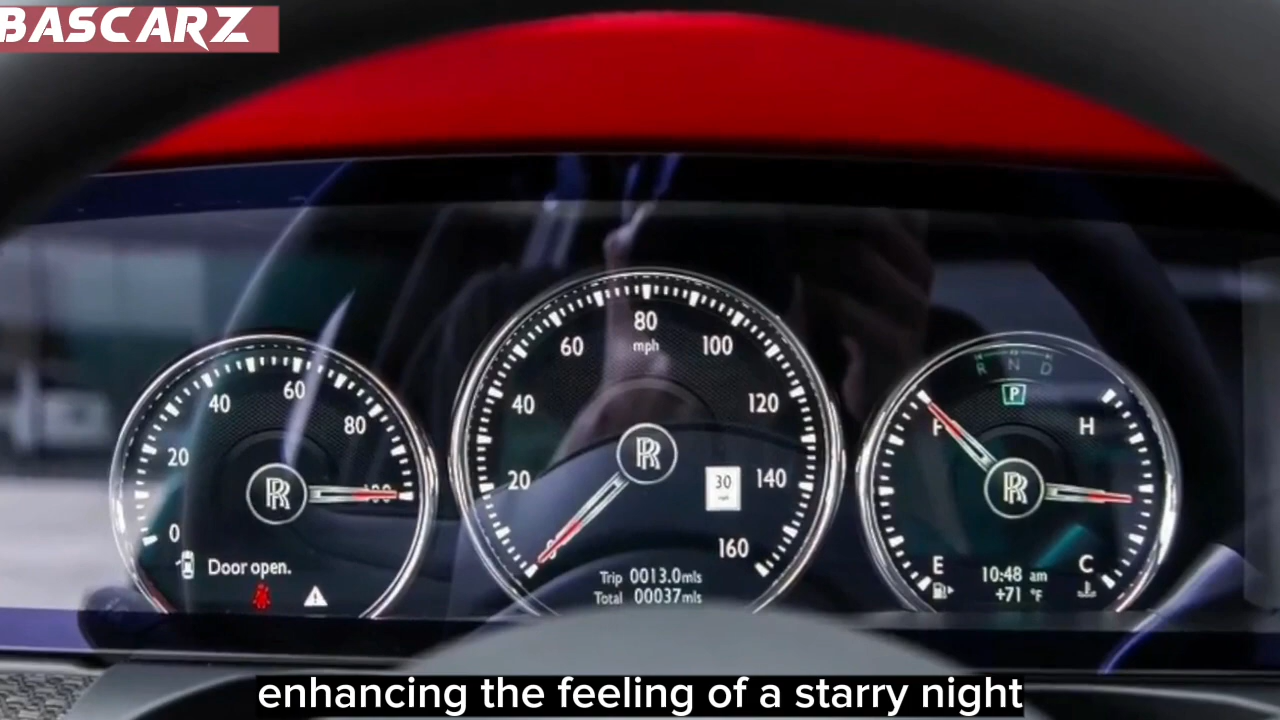 BASCARZ
80
60 mph 100
60
40 80
40 120
20
20 30 140
mph
0 160
Door open.
Trip 0013.0mls
Total 00037mls
R N D
P
F H
E C
10:48 am
+71 °F
enhancing the feeling of a starry night